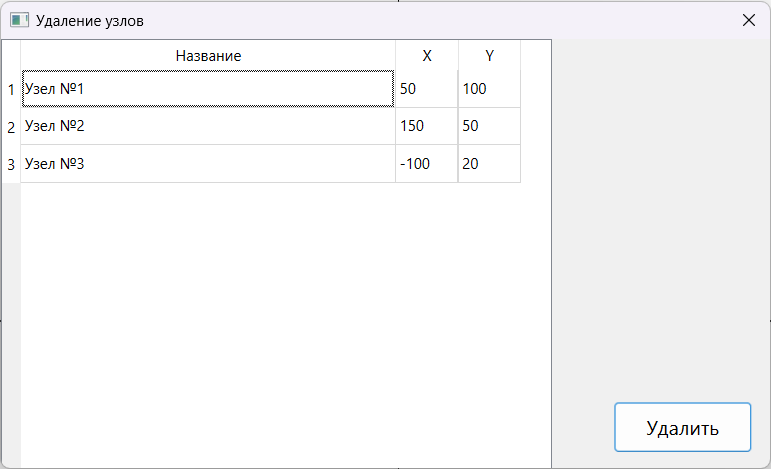 Удаление узлов
Название X Y
1 Узел №1 50 100
2 Узел №2 150 50
3 Узел №3 -100 20
Удалить